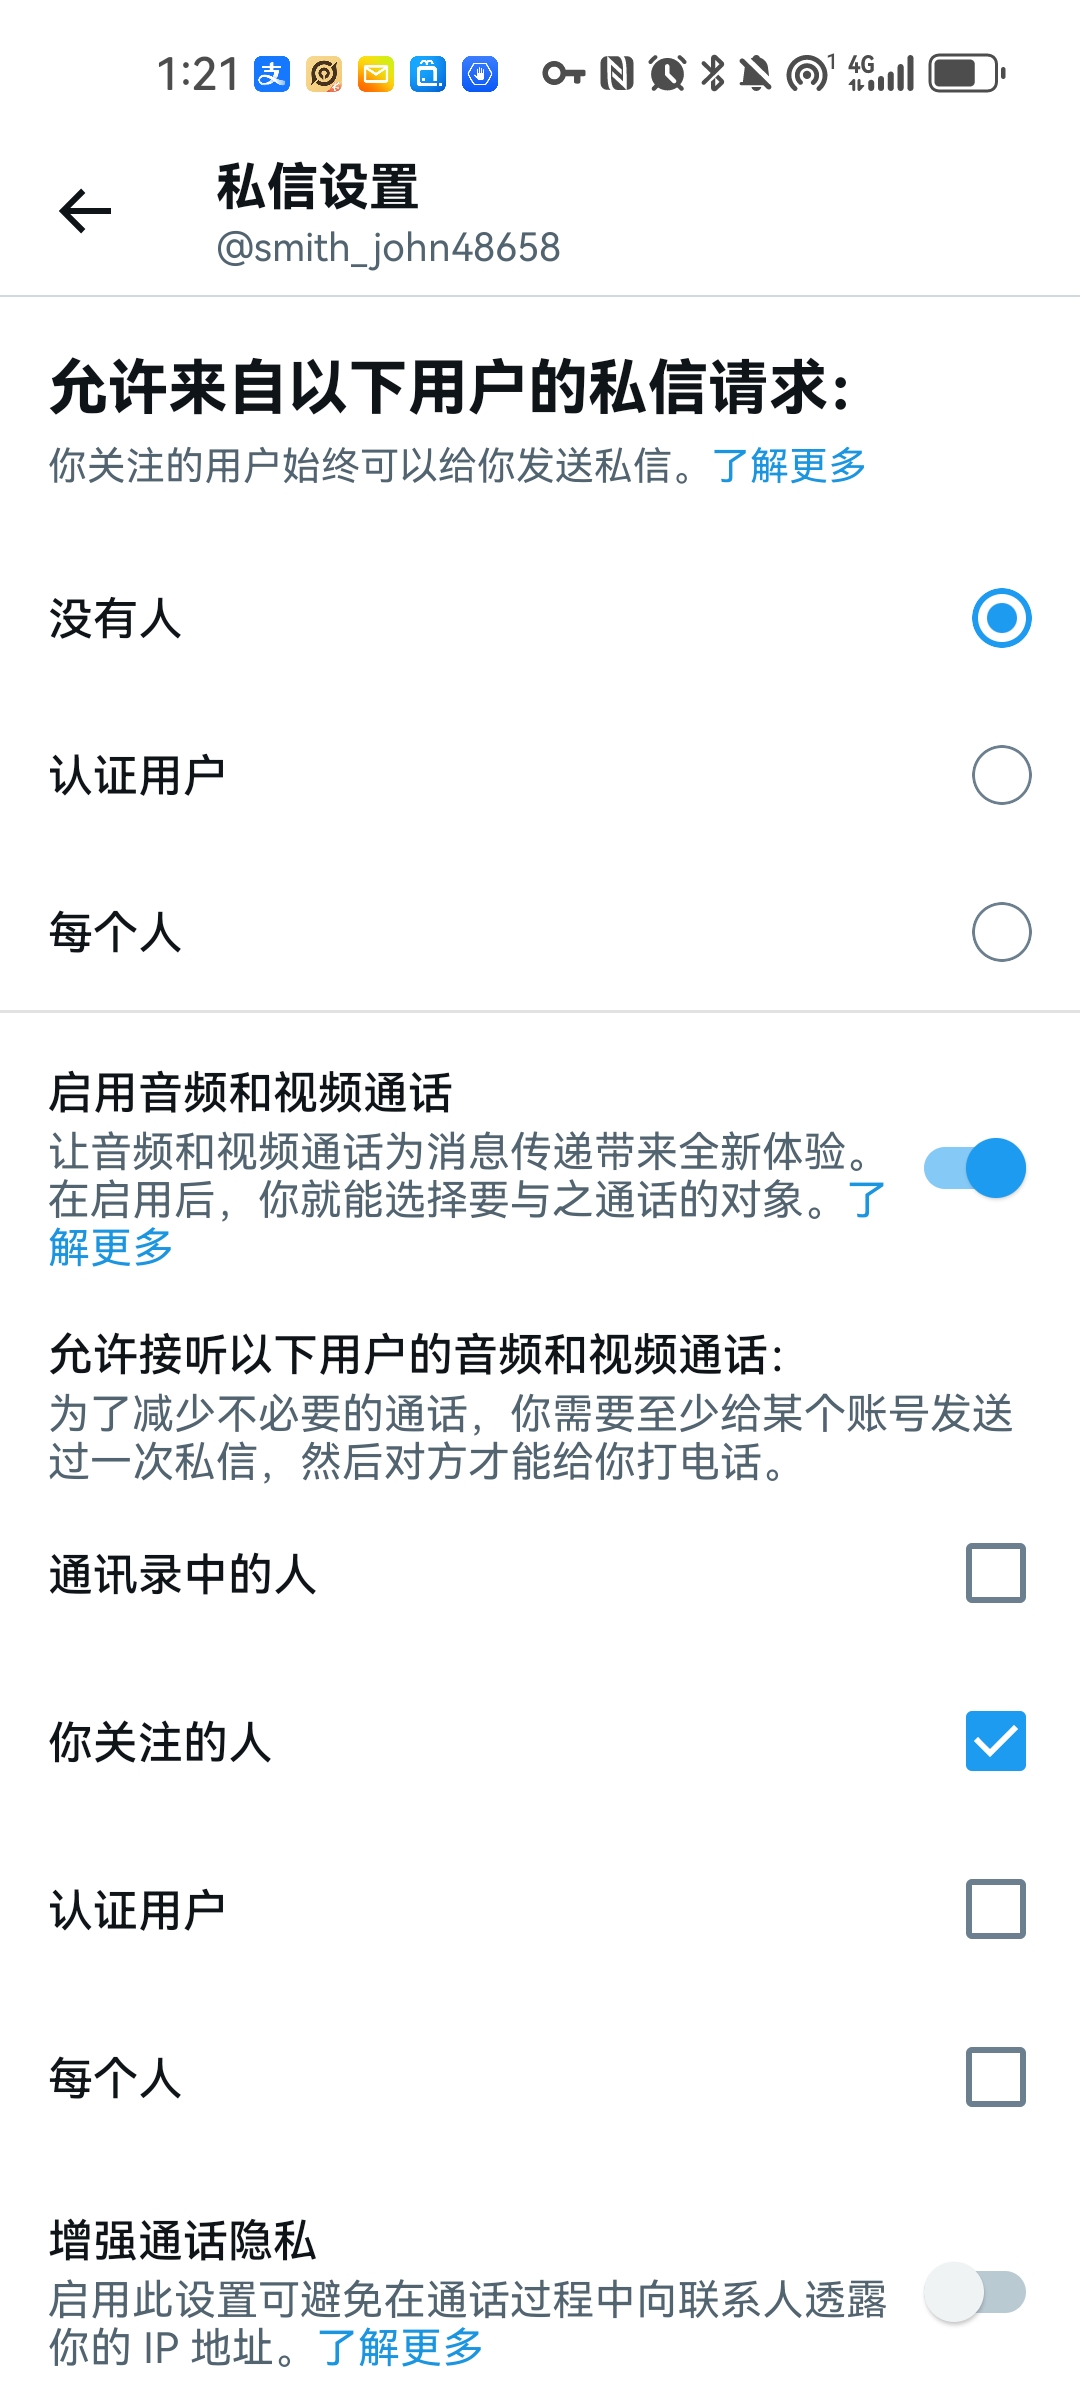 1:21
支
1
4G
私信设置
@smith_john48658
允许来自以下用户的私信请求：
你关注的用户始终可以给你发送私信。了解更多
没有人
认证用户
每个人
启用音频和视频通话
让音频和视频通话为消息传递带来全新体验。
在启用后，你就能选择要与之通话的对象。了
解更多
允许接听以下用户的音频和视频通话：
为了减少不必要的通话，你需要至少给某个账号发送
过一次私信，然后对方才能给你打电话。
通讯录中的人
你关注的人
认证用户
每个人
增强通话隐私
启用此设置可避免在通话过程中向联系人透露
你的 IP 地址。了解更多